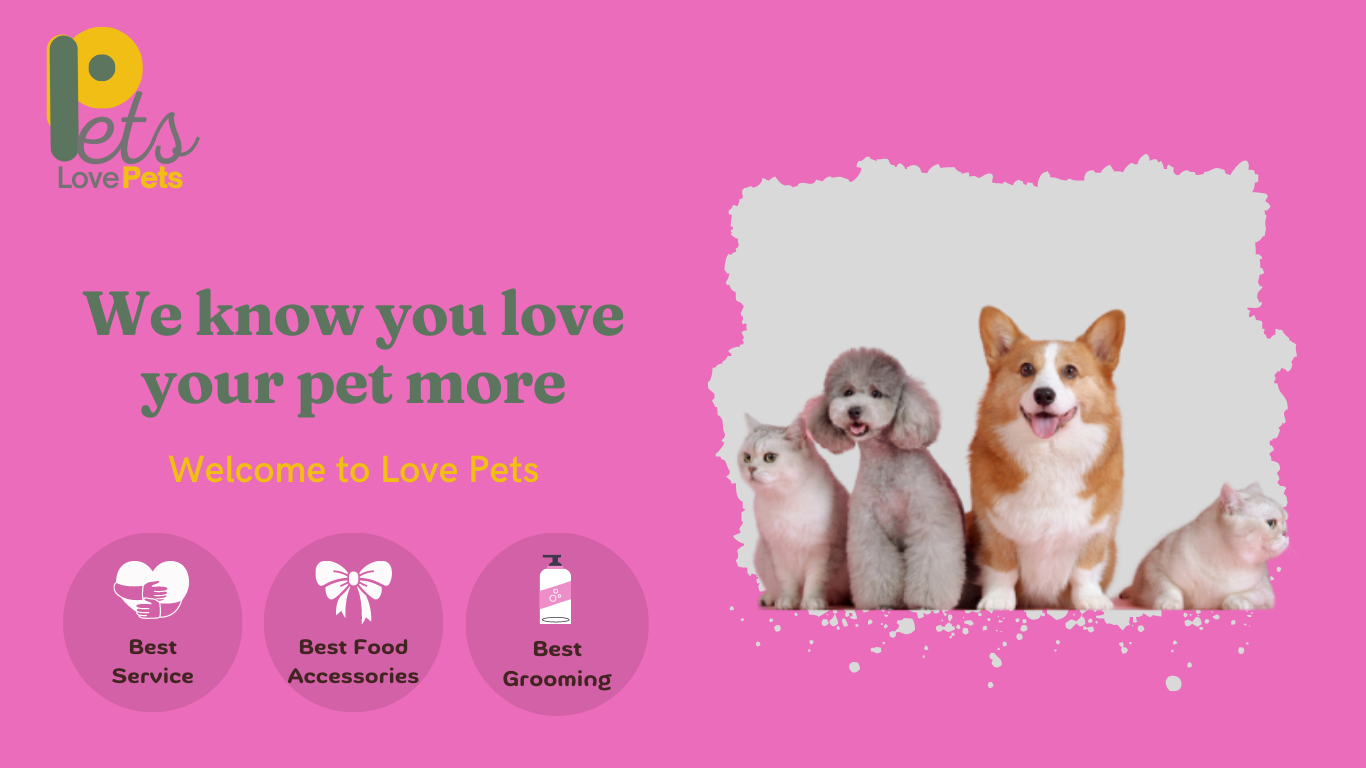 Pets
Love Pets
We know you love
your pet more
Welcome to Love Pets
Best
Service
Best Food
Accessories
Best
Grooming